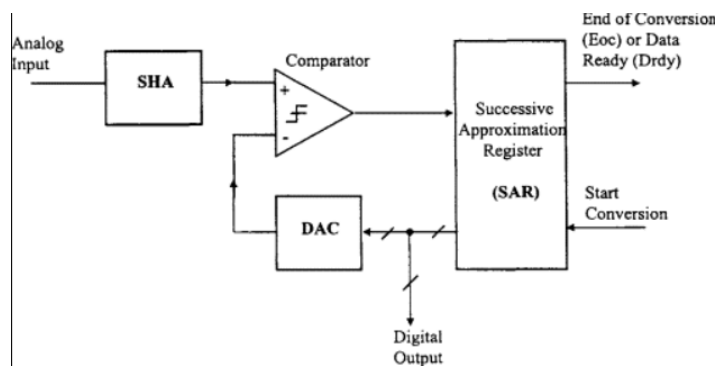 End of Conversion
(Eoc) or Data
Ready (Drdy)
Analog
Input
SHA
Comparator
+
-
Successive
Approximation
Register
(SAR)
Start
Conversion
DAC
Digital
Output